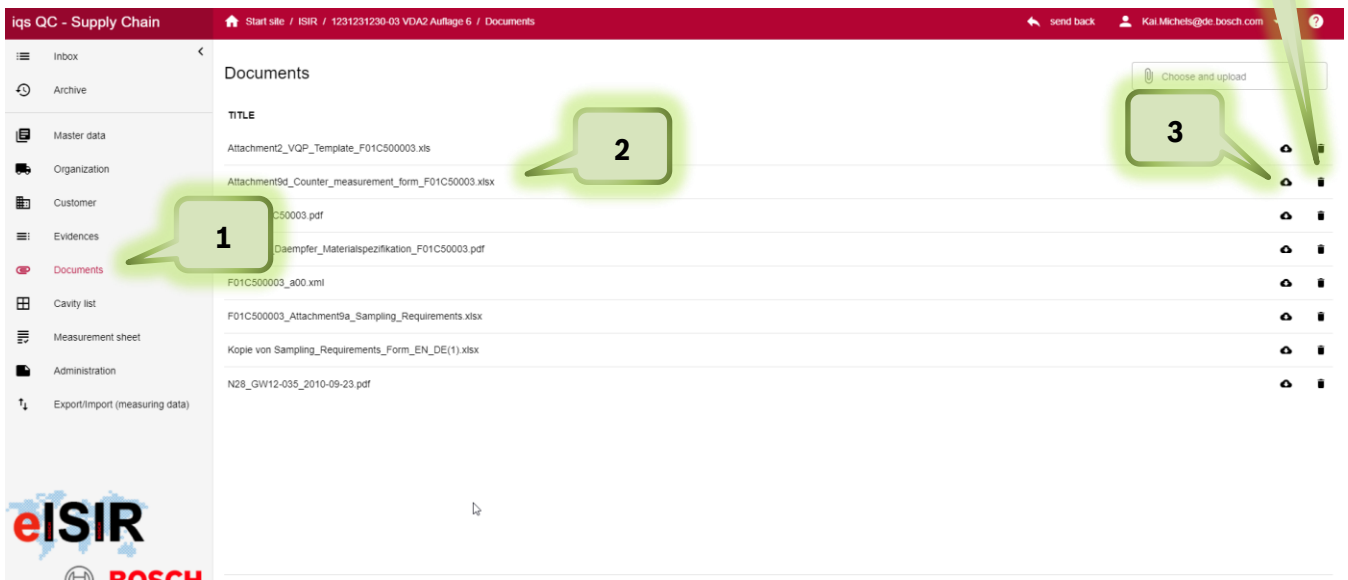 iqs QC - Supply Chain
Start site / ISIR / 1231231230-03 VDA2 Auflage 6 / Documents
send back
Kai.Michels@de.bosch.com
?
Inbox
Archive
Master data
Organization
Customer
Evidences
Documents
Cavity list
Measurement sheet
Administration
Export/Import (measuring data)
eISIR
BOSCH
Documents
Choose and upload
TITLE
Attachment2_VQP_Template_F01C500003.xls
Attachment9d_Counter_measurement_form_F01C50003.xlsx
C50003.pdf
Daempfer_Materialspezifikation_F01C50003.pdf
F01C500003_a00.xml
F01C500003_Attachment9a_Sampling_Requirements.xlsx
Kopie von Sampling_Requirements_Form_EN_DE(1).xlsx
N28_GW12-035_2010-09-23.pdf
1
2
3